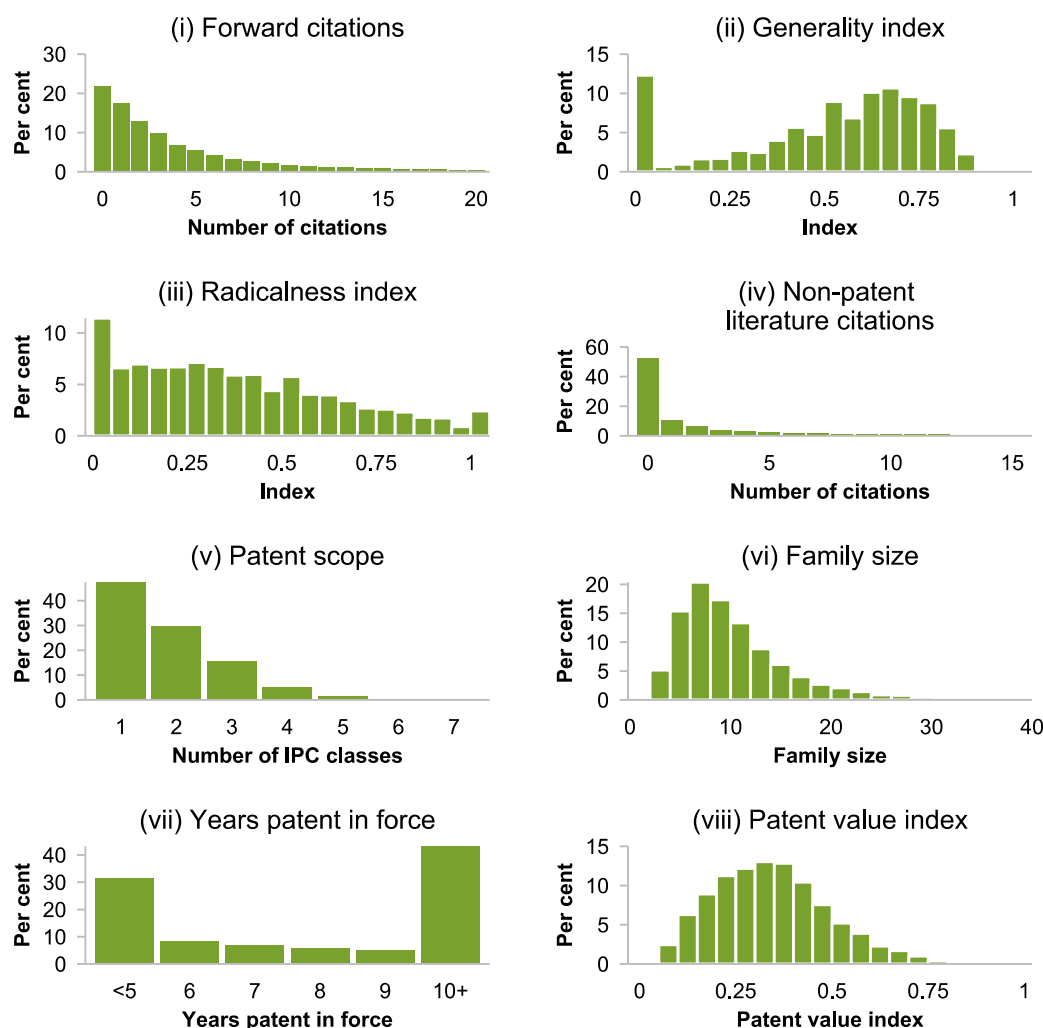 (i) Forward citations
Per cent
30
20
10
0
0 5 10 15 20
Number of citations
(ii) Generality index
Per cent
15
10
5
0
0 0.25 0.5 0.75 1
Index
(iii) Radicalness index
Per cent
10
5
0
0 0.25 0.5 0.75 1
Index
(iv) Non-patent
literature citations
Per cent
60
40
20
0
0 5 10 15
Number of citations
(v) Patent scope
Per cent
40
30
20
10
0
1 2 3 4 5 6 7
Number of IPC classes
(vi) Family size
Per cent
20
15
10
5
0
0 10 20 30 40
Family size
(vii) Years patent in force
Per cent
40
30
20
10
0
<5 6 7 8 9 10+
Years patent in force
(viii) Patent value index
Per cent
15
10
5
0
0 0.25 0.5 0.75 1
Patent value index